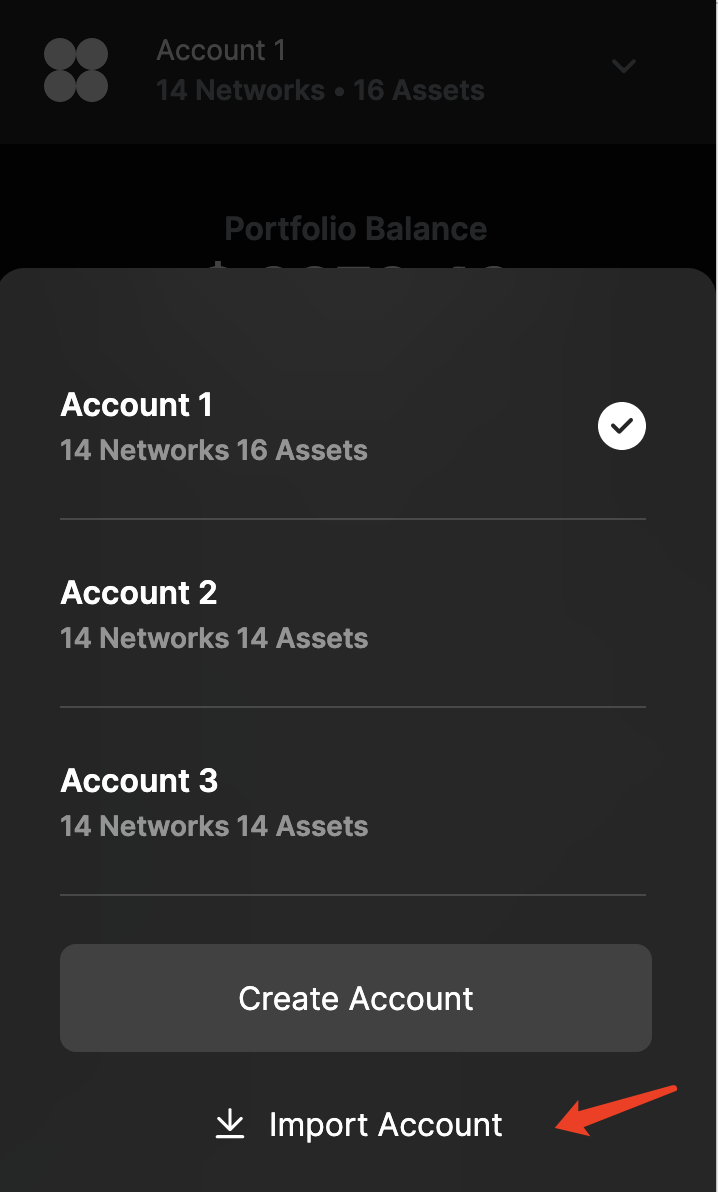 Account 1
14 Networks • 16 Assets
Portfolio Balance
Account 1
14 Networks 16 Assets
Account 2
14 Networks 14 Assets
Account 3
14 Networks 14 Assets
Create Account
Import Account